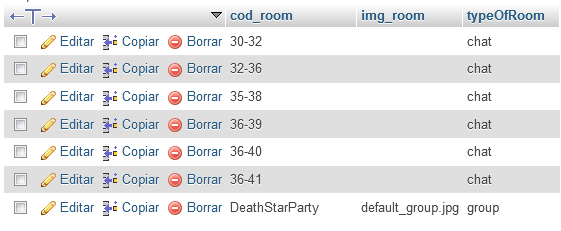 cod_room img_room typeOfRoom
Editar Copiar Borrar 30-32 chat
Editar Copiar Borrar 32-36 chat
Editar Copiar Borrar 35-38 chat
Editar Copiar Borrar 36-39 chat
Editar Copiar Borrar 36-40 chat
Editar Copiar Borrar 36-41 chat
Editar Copiar Borrar DeathStarParty default_group.jpg group